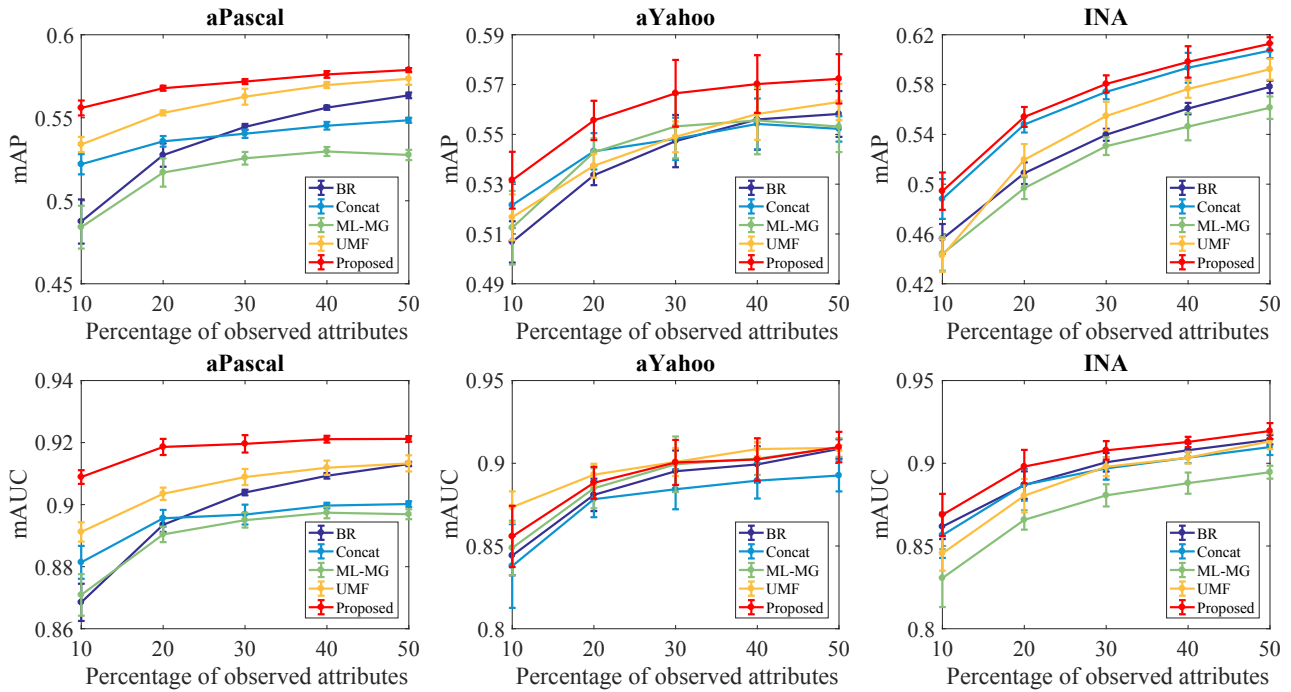 aPascal
0.6
0.55
0.5
0.45
mAP
10 20 30 40 50
Percentage of observed attributes
BR
Concat
ML-MG
UMF
Proposed
aYahoo
0.59
0.57
0.55
0.53
0.51
0.49
mAP
10 20 30 40 50
Percentage of observed attributes
BR
Concat
ML-MG
UMF
Proposed
INA
0.62
0.58
0.54
0.5
0.46
0.42
mAP
10 20 30 40 50
Percentage of observed attributes
BR
Concat
ML-MG
UMF
Proposed
aPascal
0.94
0.92
0.9
0.88
0.86
mAUC
10 20 30 40 50
Percentage of observed attributes
BR
Concat
ML-MG
UMF
Proposed
aYahoo
0.95
0.9
0.85
0.8
mAUC
10 20 30 40 50
Percentage of observed attributes
BR
Concat
ML-MG
UMF
Proposed
INA
0.95
0.9
0.85
0.8
mAUC
10 20 30 40 50
Percentage of observed attributes
BR
Concat
ML-MG
UMF
Proposed